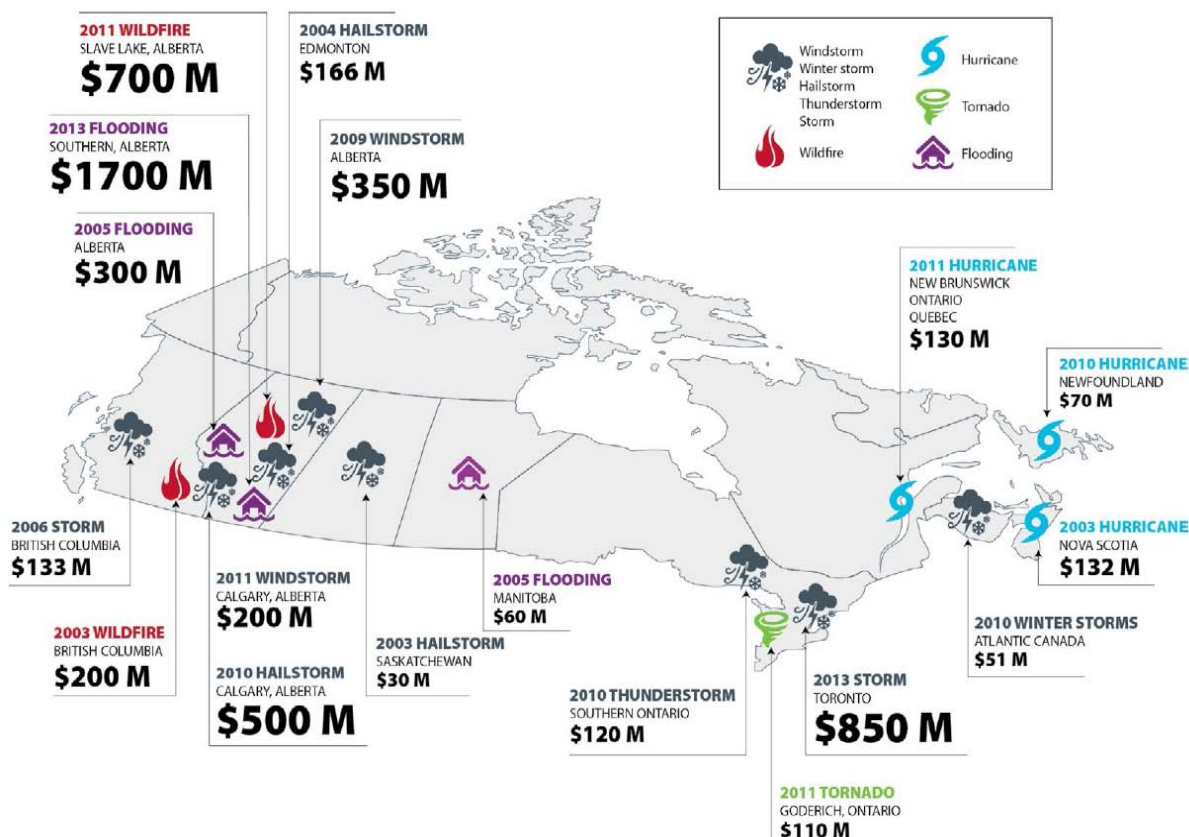 2011 WILDFIRE
SLAVE LAKE, ALBERTA
$700 M
2004 HAILSTORM
EDMONTON
$166 M
Windstorm
Winter storm
Hailstorm
Thunderstorm
Storm
Wildfire
Hurricane
Tornado
Flooding
2013 FLOODING
SOUTHERN, ALBERTA
$1700 M
2009 WINDSTORM
ALBERTA
$350 M
2005 FLOODING
ALBERTA
$300 M
2011 HURRICANE
NEW BRUNSWICK
ONTARIO
QUEBEC
$130 M
2010 HURRICANE
NEWFOUNDLAND
$70 M
2006 STORM
BRITISH COLUMBIA
$133 M
2003 WILDFIRE
BRITISH COLUMBIA
$200 M
2011 WINDSTORM
CALGARY, ALBERTA
$200 M
2010 HAILSTORM
CALGARY, ALBERTA
$500 M
2003 HAILSTORM
SASKATCHEWAN
$30 M
2005 FLOODING
MANITOBA
$60 M
2010 THUNDERSTORM
SOUTHERN ONTARIO
$120 M
2013 STORM
TORONTO
$850 M
2003 HURRICANE
NOVA SCOTIA
$132 M
2010 WINTER STORMS
ATLANTIC CANADA
$51 M
2011 TORNADO
GODERICH, ONTARIO
$110 M